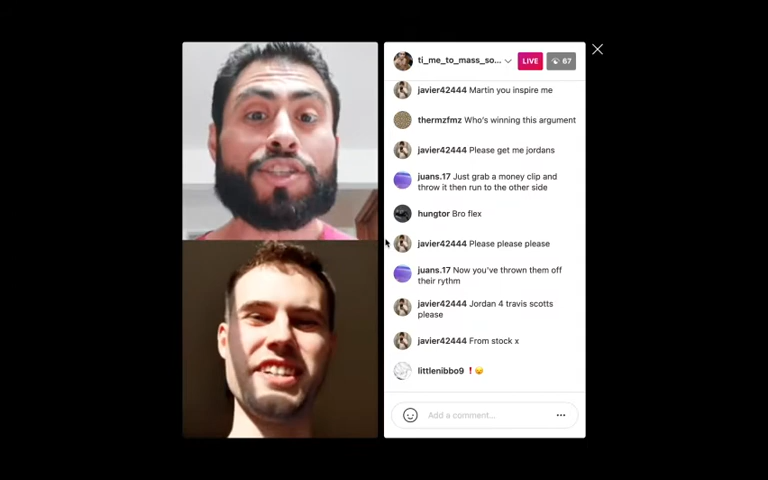 ti_me_to_mass_so...
LIVE
67
javier42444 Martin you inspire me
thermzfmz Who's winning this argument
javier42444 Please get me jordans
juans.17 Just grab a money clip and
throw it then run to the other side
hungtor Bro flex
javier42444 Please please please
juans.17 Now you've thrown them off
their rythm
javier42444 Jordan 4 travis scotts
please
javier42444 From stock x
littlenibbo9 ❗😉
Add a comment...